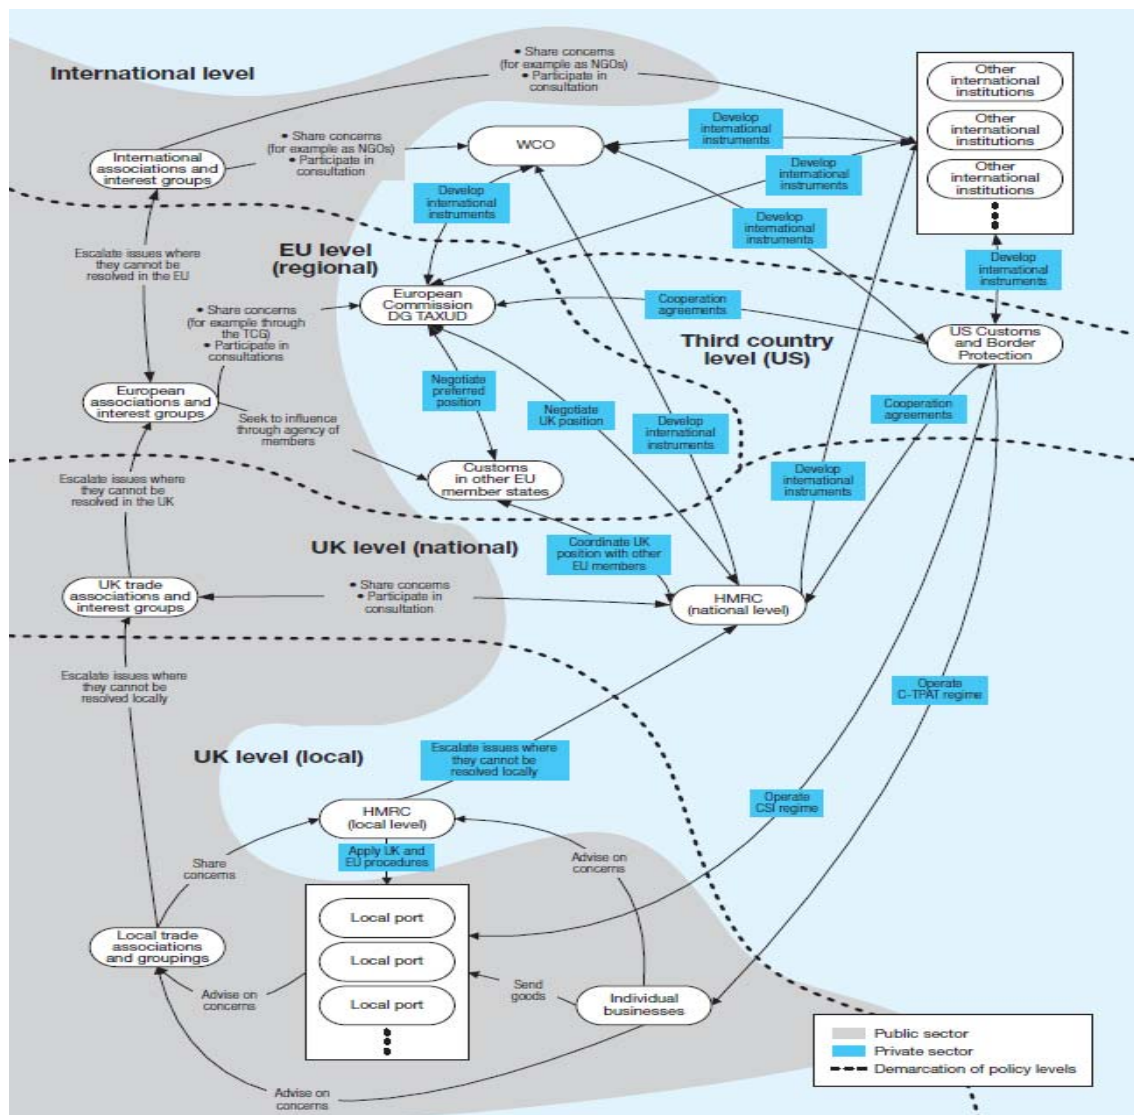 International level
• Share concerns
(for example as NGOs)
• Participate in
consultation
Other
international
institutions
Other
international
institutions
Other
international
institutions
International
associations and
interest groups
• Share concerns
(for example as NGOs)
• Participate in
consultation
WCO
Develop
international
instruments
Develop
international
instruments
Develop
international
instruments
Develop
international
instruments
Develop
international
instruments
Escalate issues where
they cannot be
resolved in the EU
EU level
(regional)
European
Commission
DG TAXUD
Cooperation
agreements
Third country
level (US)
US Customs
and Border
Protection
• Share concerns
(for example through
the TCG)
• Participate in
consultations
European
associations and
interest groups
Seek to influence
through agency of
members
Negotiate
preferred
position
Negotiate
UK position
Develop
international
instruments
Cooperation
agreements
Escalate issues where
they cannot be
resolved in the UK
Customs
in other EU
member states
Develop
international
instruments
UK level (national)
Coordinate UK
position with other
EU members
UK trade
associations and
interest groups
• Share concerns
• Participate in
consultation
HMRC
(national level)
Escalate issues where
they cannot be
resolved locally
Operate
C-TPAT regime
UK level (local)
Escalate issues where
they cannot be
resolved locally
Operate
CSI regime
HMRC
(local level)
Apply UK and
EU procedures
Share
concerns
Advise on
concerns
Local port
Local port
Local port
Local trade
associations
and groupings
Advise on
concerns
Send
goods
Individual
businesses
Advise on
concerns
Public sector
Private sector
Demarcation of policy levels